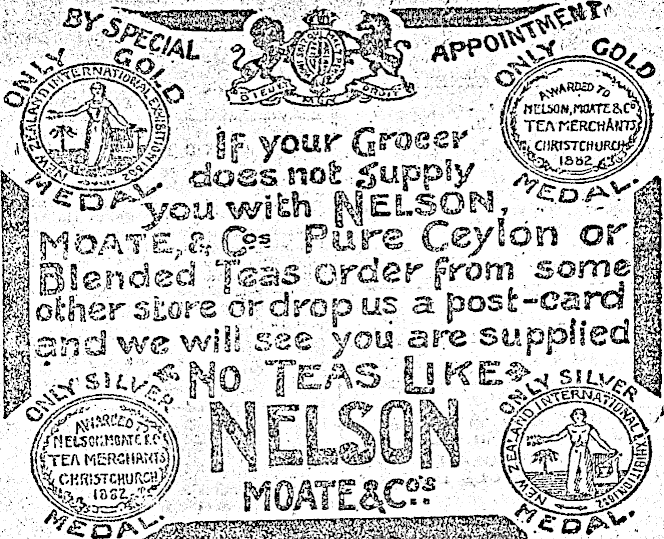 BY SPECIAL APPOINTMENT
DIEU ET MON DROIT
ONLY GOLD MEDAL.
NEW ZEALAND INTERNATIONAL EXHIBITION 1882
ONLY GOLD MEDAL.
AWARDED TO
NELSON, MOATE & Co
TEA MERCHANTS
CHRISTCHURCH
1882
If your Grocer
does not Supply
you with NELSON,
MOATE, & Cos Pure Ceylon or
Blended Teas order from some
other store or drop us a post-card
and we will see you are supplied
NO TEAS LIKE
NELSON
MOATE & Co's
ONLY SILVER MEDAL.
AWARDED TO
NELSON, MOATE & Co
TEA MERCHANTS
CHRISTCHURCH
1882
ONLY SILVER MEDAL.
NEW ZEALAND INTERNATIONAL EXHIBITION 1882